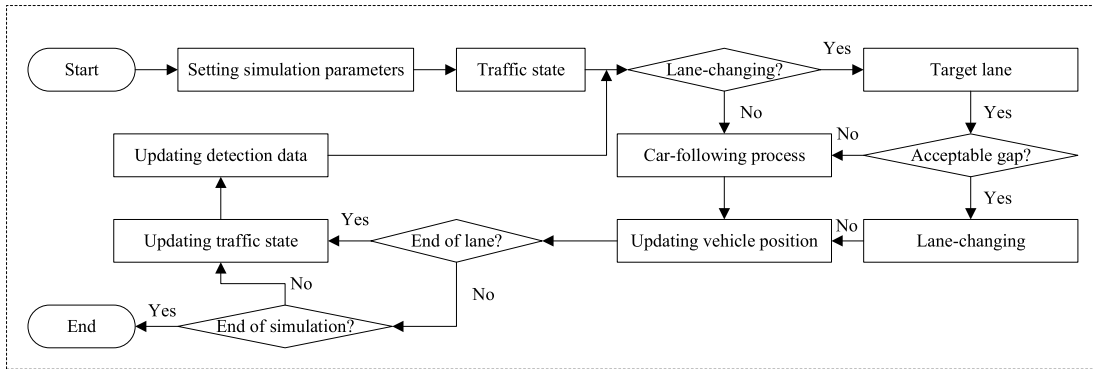 Yes
Start
Setting simulation parameters
Traffic state
Lane-changing?
Target lane
No
Yes
Updating detection data
Car-following process
No
Acceptable gap?
Yes
Yes
Updating traffic state
End of lane?
Updating vehicle position
No
Lane-changing
No
No
Yes
End
End of simulation?